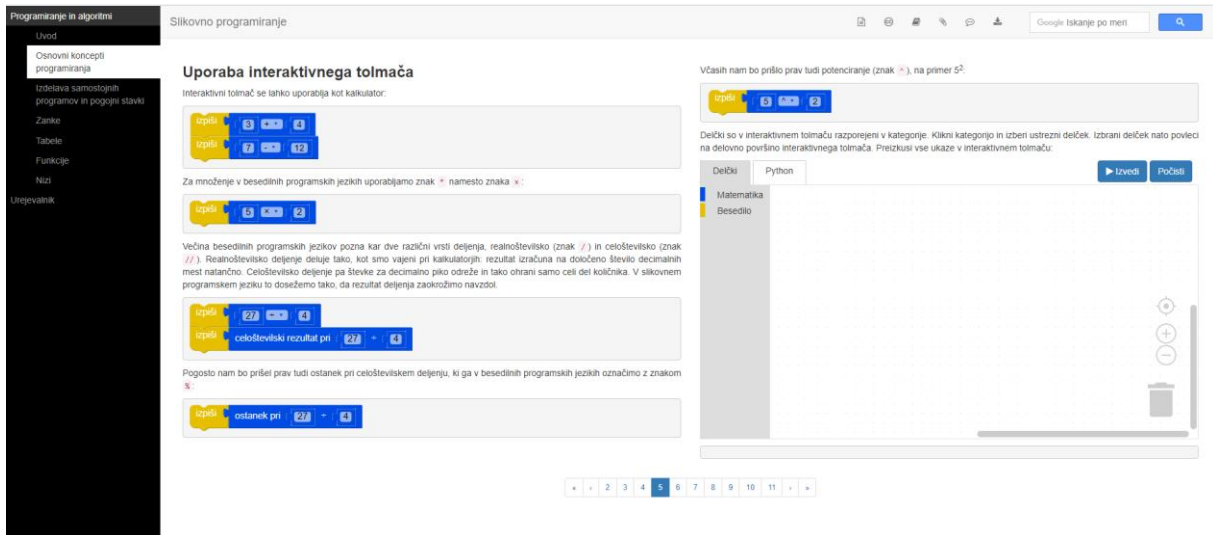 Programiranje in algoritmi
Uvod
Osnovni koncepti
programiranja
Izdelava samostojnih
programov in pogojni stavki
Zanke
Tabele
Funkcije
Nizi
Urejevalnik
Slikovno programiranje
Google Iskanje po meri
Uporaba interaktivnega tolmača
Interaktivni tolmač se lahko uporablja kot kalkulator:
izpiši 3 + 4
izpiši 7 - 12
Za množenje v besedilnih programskih jezikih uporabljamo znak * namesto znaka x:
izpiši 5 × 2
Večina besedilnih programskih jezikov pozna kar dve različni vrsti deljenja, realnoštevilsko (znak /) in celoštevilsko (znak
//). Realnoštevilsko deljenje deluje tako, kot smo vajeni pri kalkulatorjih: rezultat izračuna na določeno število decimalnih
mest natančno. Celoštevilsko deljenje pa števke za decimalno piko odreže in tako ohrani samo celi del količnika. V slikovnem
programskem jeziku to dosežemo tako, da rezultat deljenja zaokrožimo navzdol.
izpiši 27 ÷ 4
izpiši celoštevilski rezultat pri 27 ÷ 4
Pogosto nam bo prišel prav tudi ostanek pri celoštevilskem deljenju, ki ga v besedilnih programskih jezikih označimo z znakom
%:
izpiši ostanek pri 27 ÷ 4
Včasih nam bo prišlo prav tudi potenciranje (znak ^), na primer 5²:
izpiši 5 ^ 2
Delčki so v interaktivnem tolmaču razporejeni v kategorije. Klikni kategorijo in izberi ustrezni delček. Izbrani delček nato povleci
na delovno površino interaktivnega tolmača. Preizkusi vse ukaze v interaktivnem tolmaču:
Delčki Python Izvedi Počisti
Matematika
Besedilo
« ‹ 2 3 4 5 6 7 8 9 10 11 › »